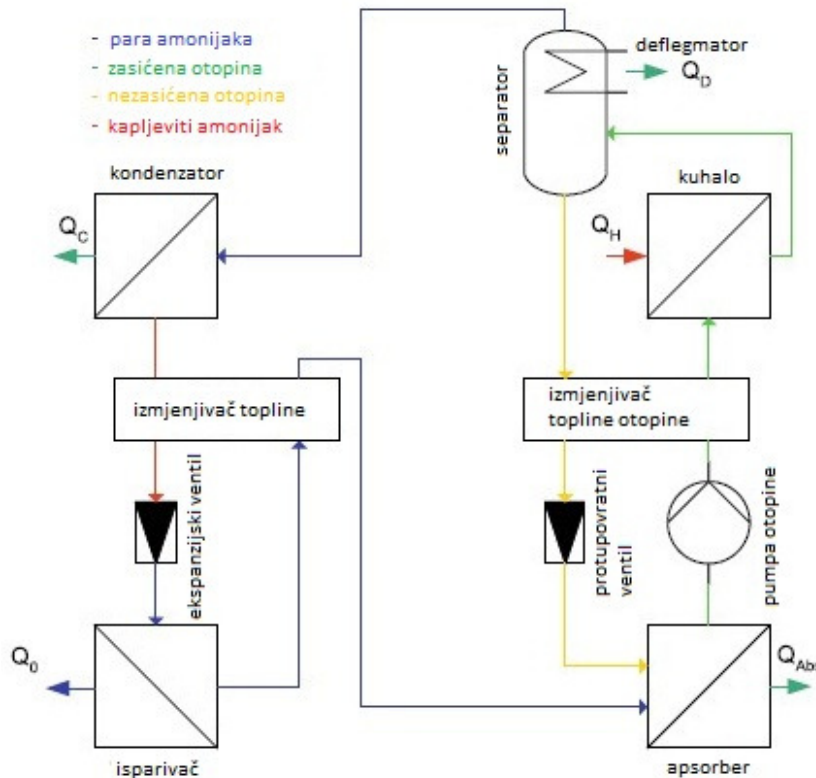 - para amonijaka
- zasićena otopina
- nezasićena otopina
- kapljeviti amonijak
deflegmator
Q_D
separator
kondenzator
kuhalo
Q_C
Q_H
izmjenjivač topline
izmjenjivač
topline otopine
ekspanzijski ventil
protupovratni
ventil
pumpa otopine
Q_0
Q_Abs
isparivač
apsorber